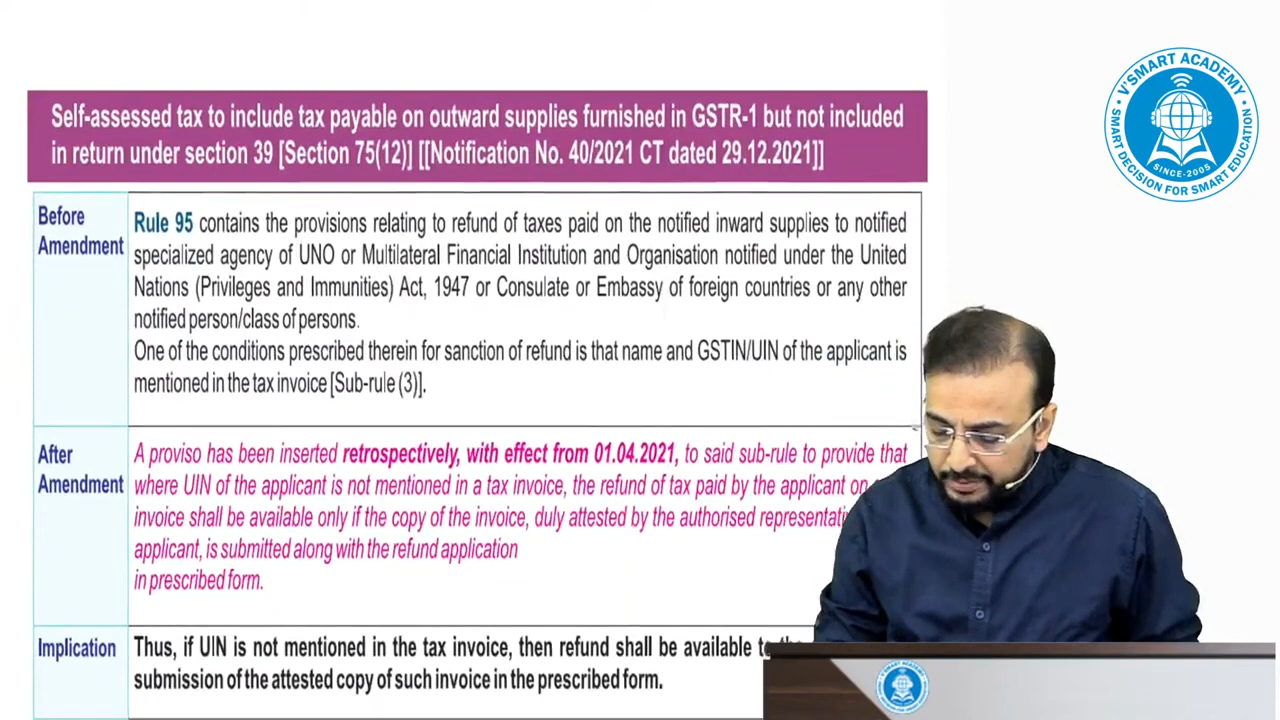 Self-assessed tax to include tax payable on outward supplies furnished in GSTR-1 but not included
in return under section 39 [Section 75(12)] [[Notification No. 40/2021 CT dated 29.12.2021]]
Before
Amendment
Rule 95 contains the provisions relating to refund of taxes paid on the notified inward supplies to notified
specialized agency of UNO or Multilateral Financial Institution and Organisation notified under the United
Nations (Privileges and Immunities) Act, 1947 or Consulate or Embassy of foreign countries or any other
notified person/class of persons.
One of the conditions prescribed therein for sanction of refund is that name and GSTIN/UIN of the applicant is
mentioned in the tax invoice [Sub-rule (3)].
After
Amendment
A proviso has been inserted retrospectively, with effect from 01.04.2021, to said sub-rule to provide that
where UIN of the applicant is not mentioned in a tax invoice, the refund of tax paid by the applicant on
invoice shall be available only if the copy of the invoice, duly attested by the authorised
applicant, is submitted along with the refund application
in prescribed form.
Implication
Thus, if UIN is not mentioned in the tax invoice, then refund shall be available
submission of the attested copy of such invoice in the prescribed form.
V'SMART ACADEMY
SINCE-2005
SMART DECISION FOR SMART EDUCATION